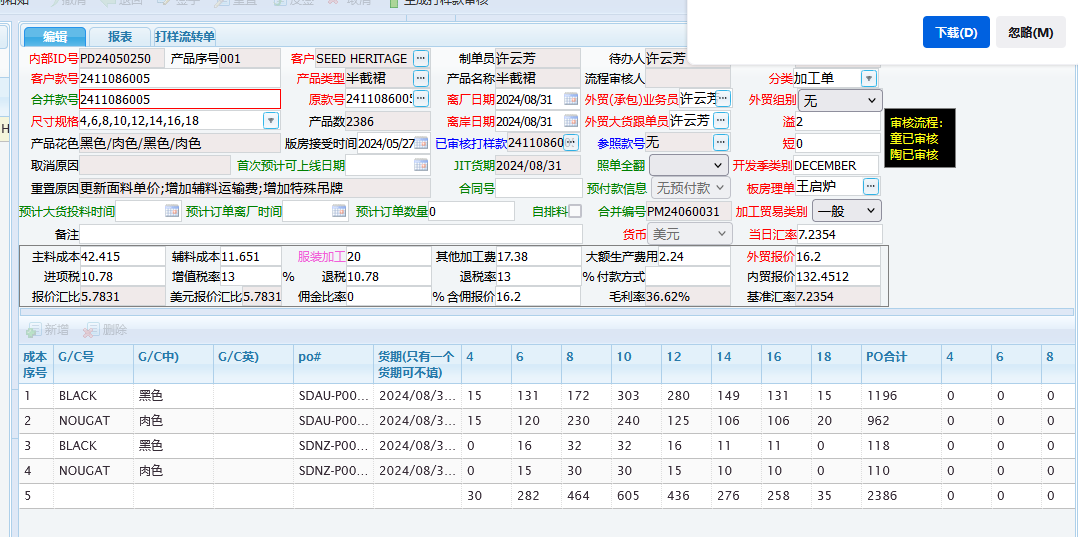 下载(D) 忽略(M)
编辑 报表 打样流转单
内部ID号 PD24050250 产品序号 001 客户 SEED HERITAGE 制单员 许云芳 待办人 许云芳
客户款号 2411086005 产品类型 半截裙 产品名称 半截裙 流程审核人 分类 加工单
合并款号 2411086005 原款号 2411086005 离厂日期 2024/08/31 外贸(承包)业务员 许云芳 外贸组别 无
尺寸规格 4,6,8,10,12,14,16,18 产品数 2386 离岸日期 2024/08/31 外贸大货跟单员 许云芳 溢 2
产品花色 黑色/肉色/黑色/肉色 版房接受时间 2024/05/27 已审核打样款 2411086 参照款号 无 短 0
取消原因 首次预计可上线日期 JIT货期 2024/08/31 照单全翻 开发季类别 DECEMBER
重置原因 更新面料单价;增加辅料运输费;增加特殊吊牌 合同号 预付款信息 无预付款 板房理单 王启炉
预计大货投料时间 预计订单离厂时间 预计订单数量 0 自排料 合并编号 PM24060031 加工贸易类别 一般
备注 货币 美元 当日汇率 7.2354
审核流程:
童已审核
陶已审核
主料成本 42.415 辅料成本 11.651 服装加工 20 其他加工费 17.38 大额生产费用 2.24 外贸报价 16.2
进项税 10.78 增值税率 13 % 退税 10.78 退税率 13 % 付款方式 内贸报价 132.4512
报价汇比 5.7831 美元报价汇比 5.7831 佣金比率 0 % 含佣报价 16.2 毛利率 36.62% 基准汇率 7.2354
新增 删除
成本序号 G/C号 G/C中) G/C英) po# 货期(只有一个货期可不填) 4 6 8 10 12 14 16 18 PO合计 4 6 8
1 BLACK 黑色 SDAU-P00... 2024/08/3... 15 131 172 303 280 149 131 15 1196 0 0 0
2 NOUGAT 肉色 SDAU-P00... 2024/08/3... 15 120 230 240 125 106 106 20 962 0 0 0
3 BLACK 黑色 SDNZ-P00... 2024/08/3... 0 16 32 32 16 11 11 0 118 0 0 0
4 NOUGAT 肉色 SDNZ-P00... 2024/08/3... 0 15 30 30 15 10 10 0 110 0 0 0
5 30 282 464 605 436 276 258 35 2386 0 0 0